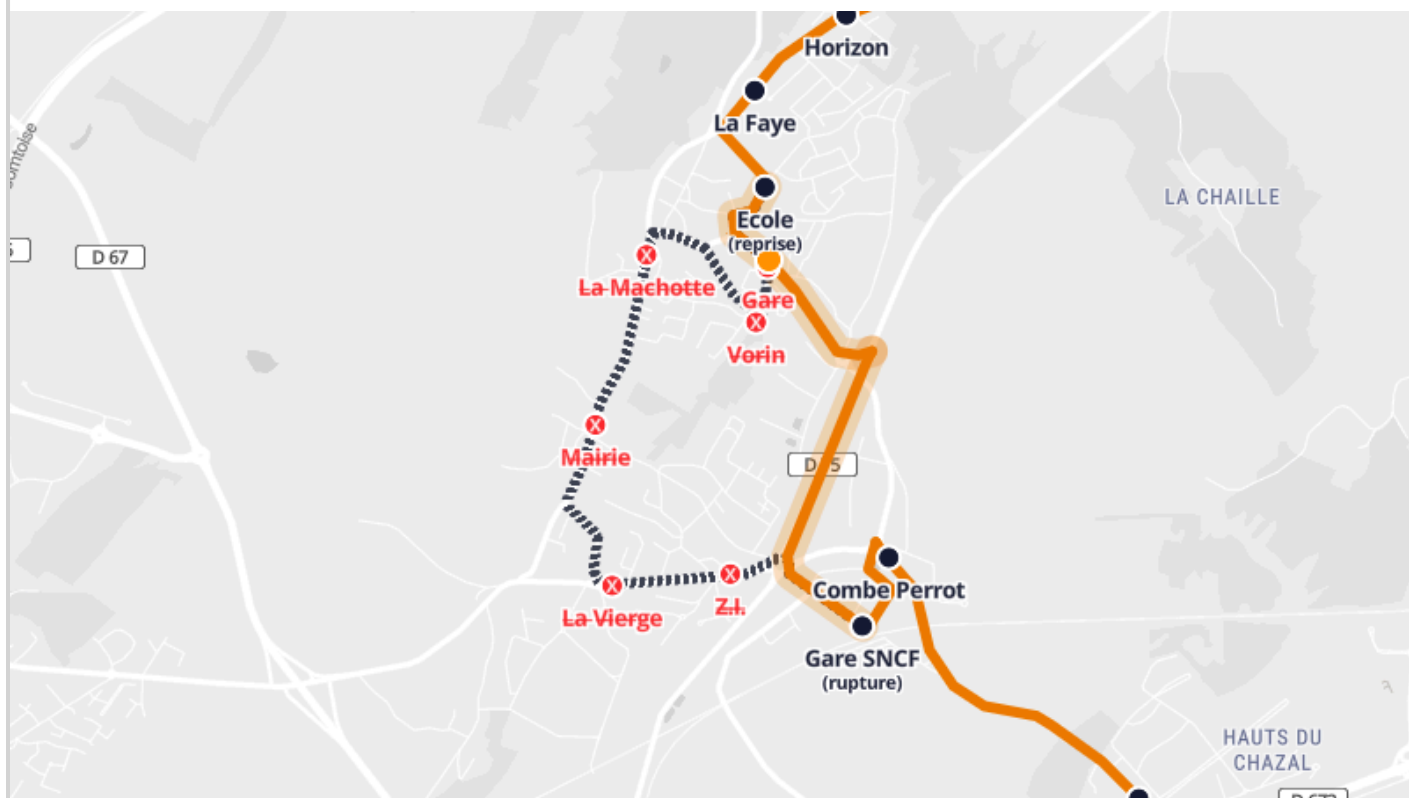 Horizon
La Faye
omtoise
LA CHAILLE
Ecole
(reprise)
D 67
X
La Machotte
Gare
X
Vorin
X
Mairie
X
La Vierge
X
Z.I.
Combe Perrot
Gare SNCF
(rupture)
HAUTS DU
CHAZAL